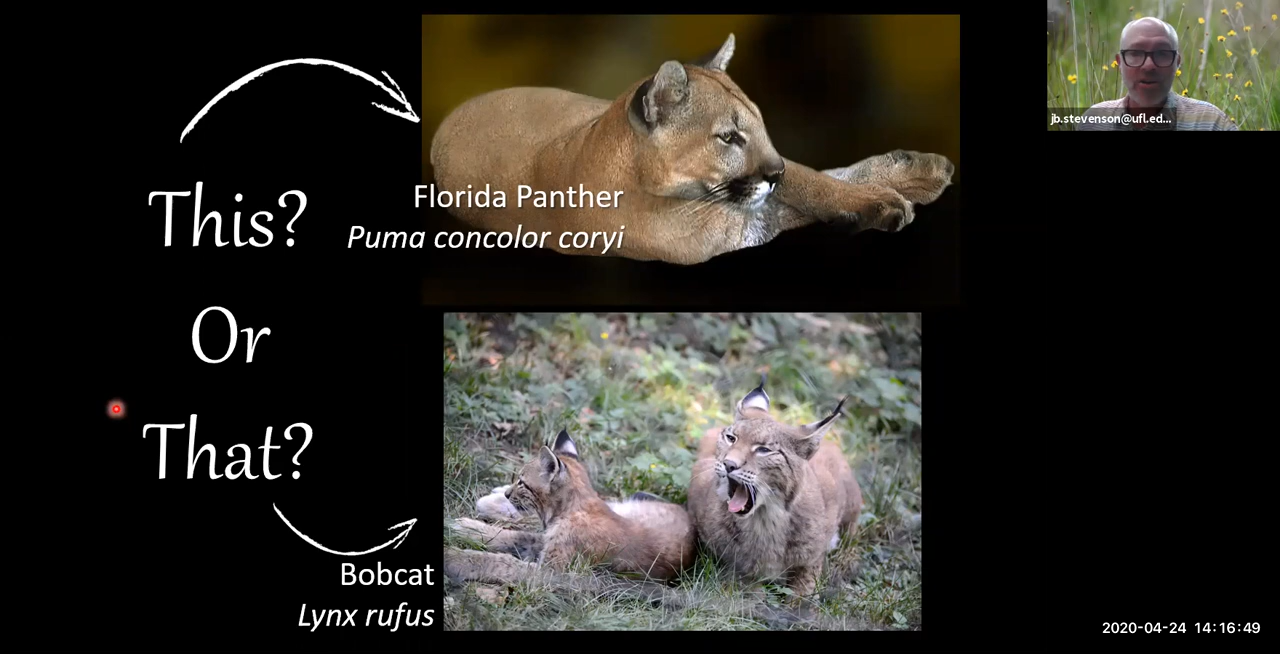 This?
Or
That?
Florida Panther
Puma concolor coryi
Bobcat
Lynx rufus
jb.stevenson@ufl.ed...
2020-04-24 14:16:49